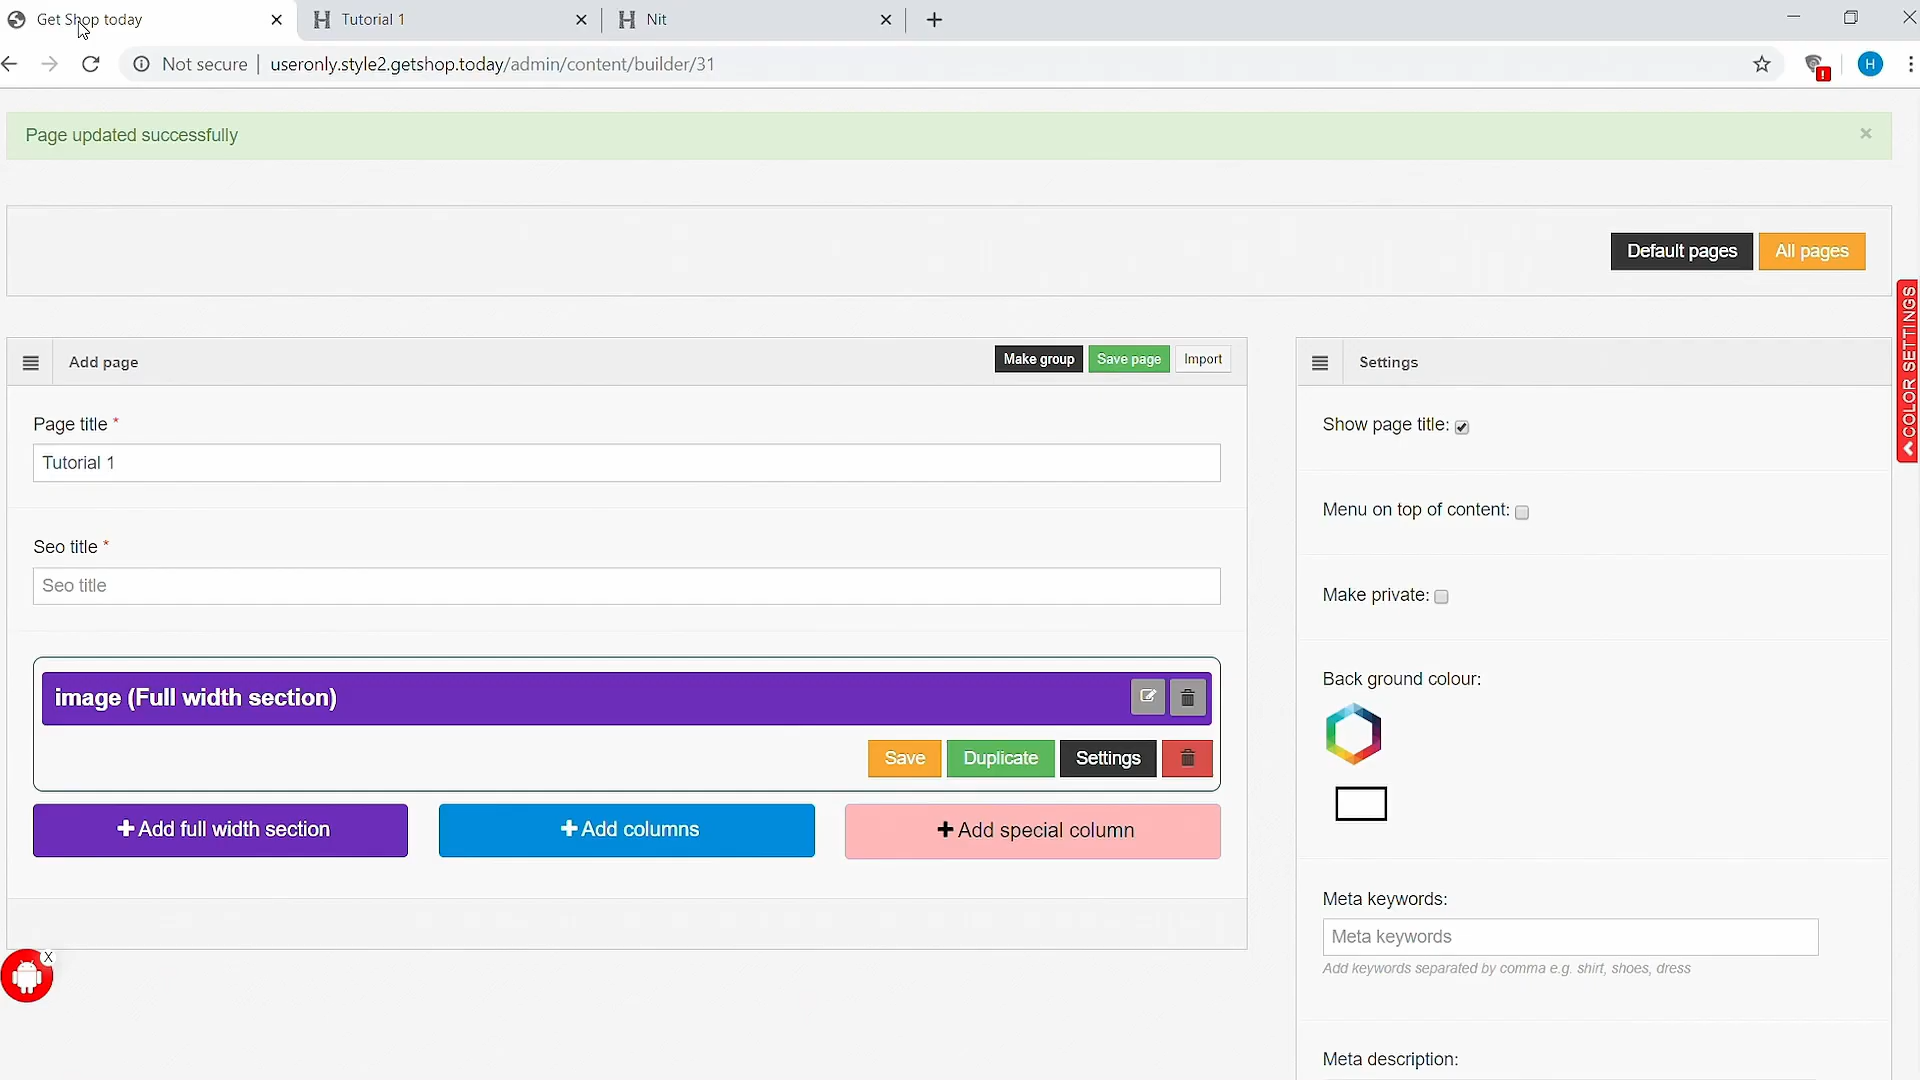 Get Shop today
Tutorial 1
Nit
Not secure
useronly.style2.getshop.today/admin/content/builder/31
H
Page updated successfully
×
Default pages
All pages
COLOR SETTINGS
Add page
Make group
Save page
Import
Settings
Page title *
Tutorial 1
Seo title *
Seo title
image (Full width section)
Save
Duplicate
Settings
Add full width section
Add columns
Add special column
X
Show page title:
Menu on top of content:
Make private:
Back ground colour:
Meta keywords:
Meta keywords
Add keywords separated by comma e.g. shirt, shoes, dress
Meta description: